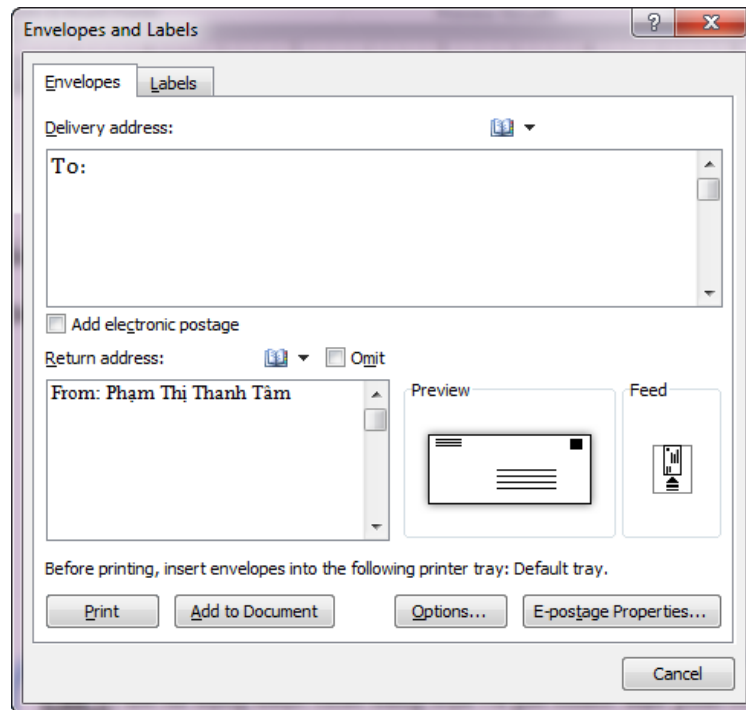 Envelopes and Labels
Envelopes Labels
Delivery address:
To:
Add electronic postage
Return address: Omit
From: Phạm Thị Thanh Tâm
Preview Feed
Before printing, insert envelopes into the following printer tray: Default tray.
Print Add to Document Options... E-postage Properties...
Cancel